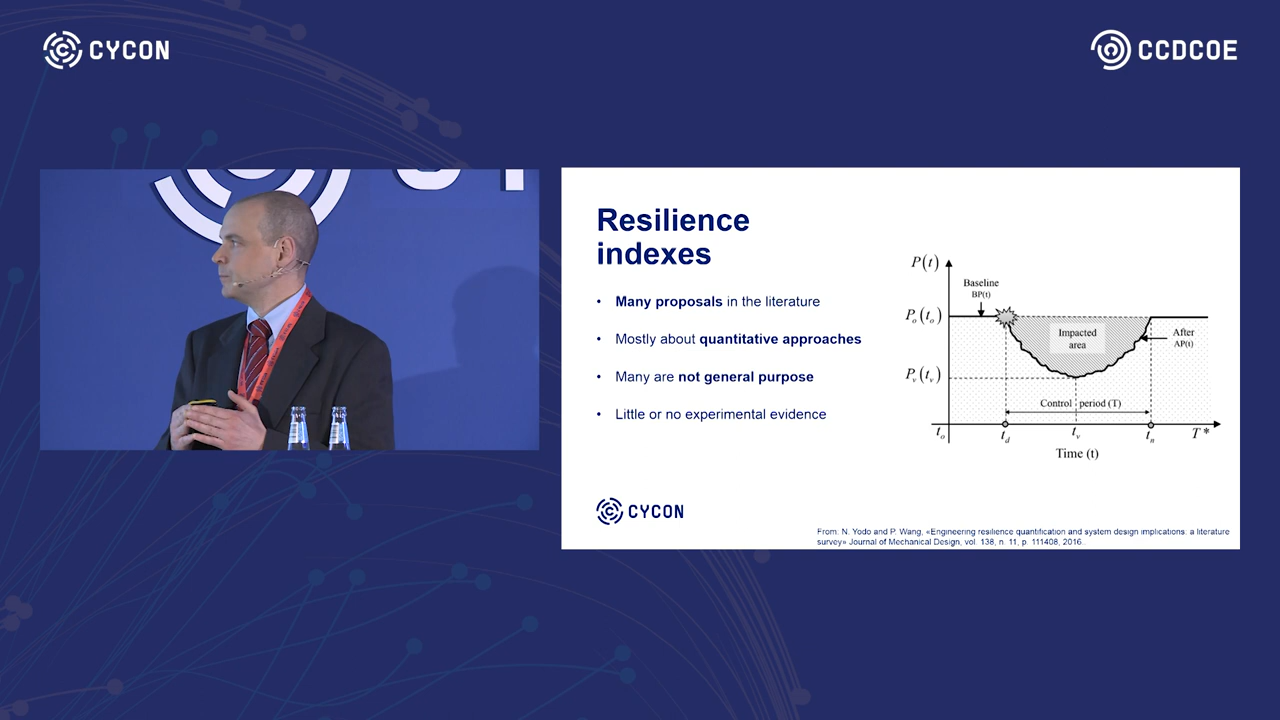 CYCON
CCDCOE
Resilience
indexes
• Many proposals in the literature
• Mostly about quantitative approaches
• Many are not general purpose
• Little or no experimental evidence
P(t)
Baseline
BP(t)
Po(to)
Impacted
area
After
AP(t)
Pv(tv)
Control period (T)
to
td
tv
tn
T*
Time (t)
CYCON
From: N. Yodo and P. Wang, «Engineering resilience quantification and system design implications: a literature
survey» Journal of Mechanical Design, vol. 138, n. 11, p. 111408, 2016.